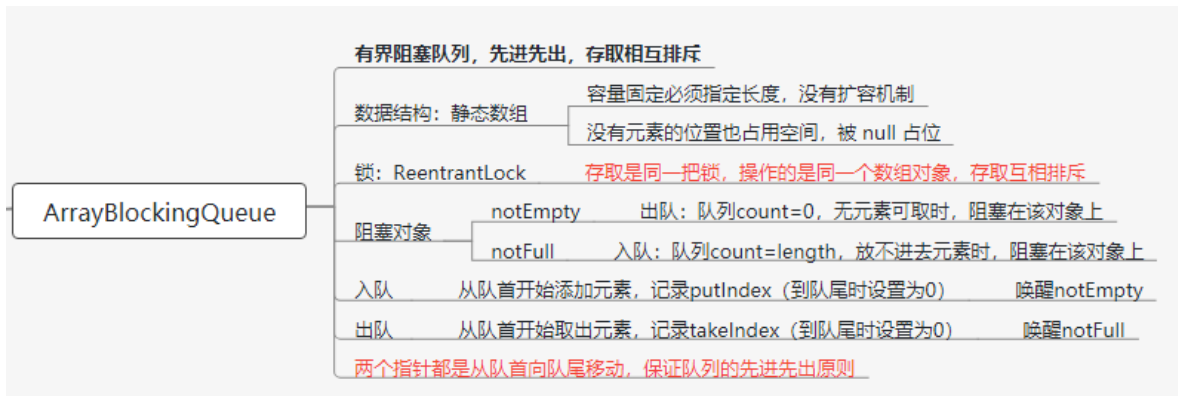 有界阻塞队列，先进先出，存取相互排斥
容量固定必须指定长度，没有扩容机制
数据结构：静态数组
没有元素的位置也占用空间，被 null 占位
锁：ReentrantLock 存取是同一把锁，操作的是同一个数组对象，存取互相排斥
ArrayBlockingQueue
notEmpty 出队：队列count=0，无元素可取时，阻塞在该对象上
阻塞对象
notFull 入队：队列count=length，放不进去元素时，阻塞在该对象上
入队 从队首开始添加元素，记录putIndex（到队尾时设置为0） 唤醒notEmpty
出队 从队首开始取出元素，记录takeIndex（到队尾时设置为0） 唤醒notFull
两个指针都是从队首向队尾移动，保证队列的先进先出原则